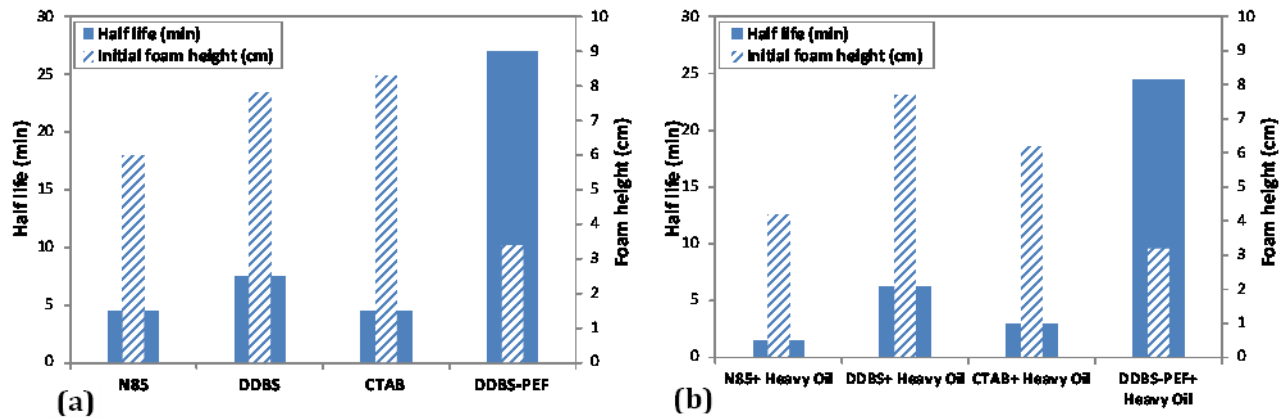 30
25
20
15
10
5
0
Half life (min)
Half life (min)
Initial foam height (cm)
10
9
8
7
6
5
4
3
2
1
0
Foam height (cm)
N85
DDBS
CTAB
DDBS-PEF
(a)
30
25
20
15
10
5
0
Half life (min)
Half life (min)
Initial foam height (cm)
10
9
8
7
6
5
4
3
2
1
0
Foam height (cm)
N85+ Heavy Oil
DDBS+ Heavy Oil
CTAB+ Heavy Oil
DDBS-PEF+
Heavy Oil
(b)